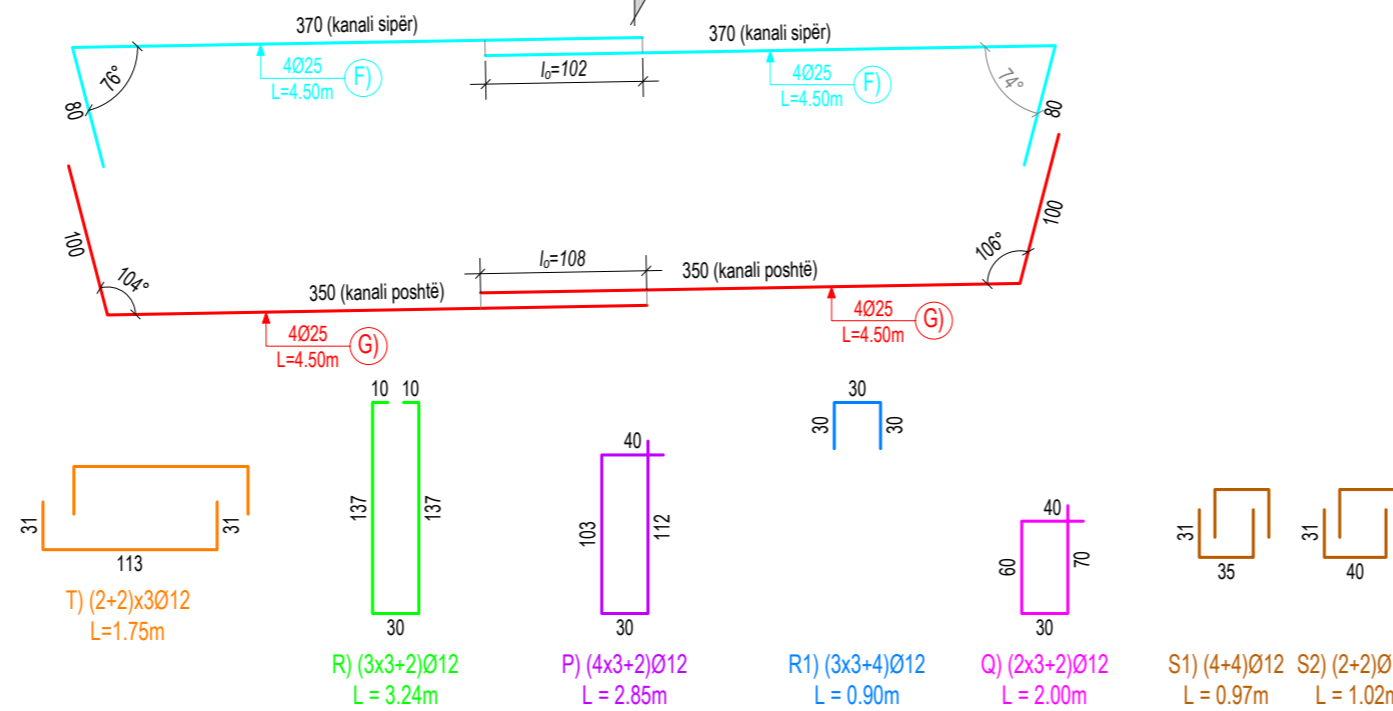 370 (kanali sipër)
370 (kanali sipër)
76°
4Ø25
L=4.50m
F)
l₀=102
4Ø25
L=4.50m
F)
74°
80
80
100
100
104°
l₀=108
106°
350 (kanali poshtë)
350 (kanali poshtë)
4Ø25
L=4.50m
G)
4Ø25
L=4.50m
G)
31
31
113
T) (2+2)x3Ø12
L=1.75m
10 10
137
137
30
R) (3x3+2)Ø12
L = 3.24m
40
103
112
30
P) (4x3+2)Ø12
L = 2.85m
30
30
30
R1) (3x3+4)Ø12
L = 0.90m
40
60
70
30
Q) (2x3+2)Ø12
L = 2.00m
31
35
S1) (4+4)Ø12
L = 0.97m
31
40
S2) (2+2)Ø
L = 1.02m